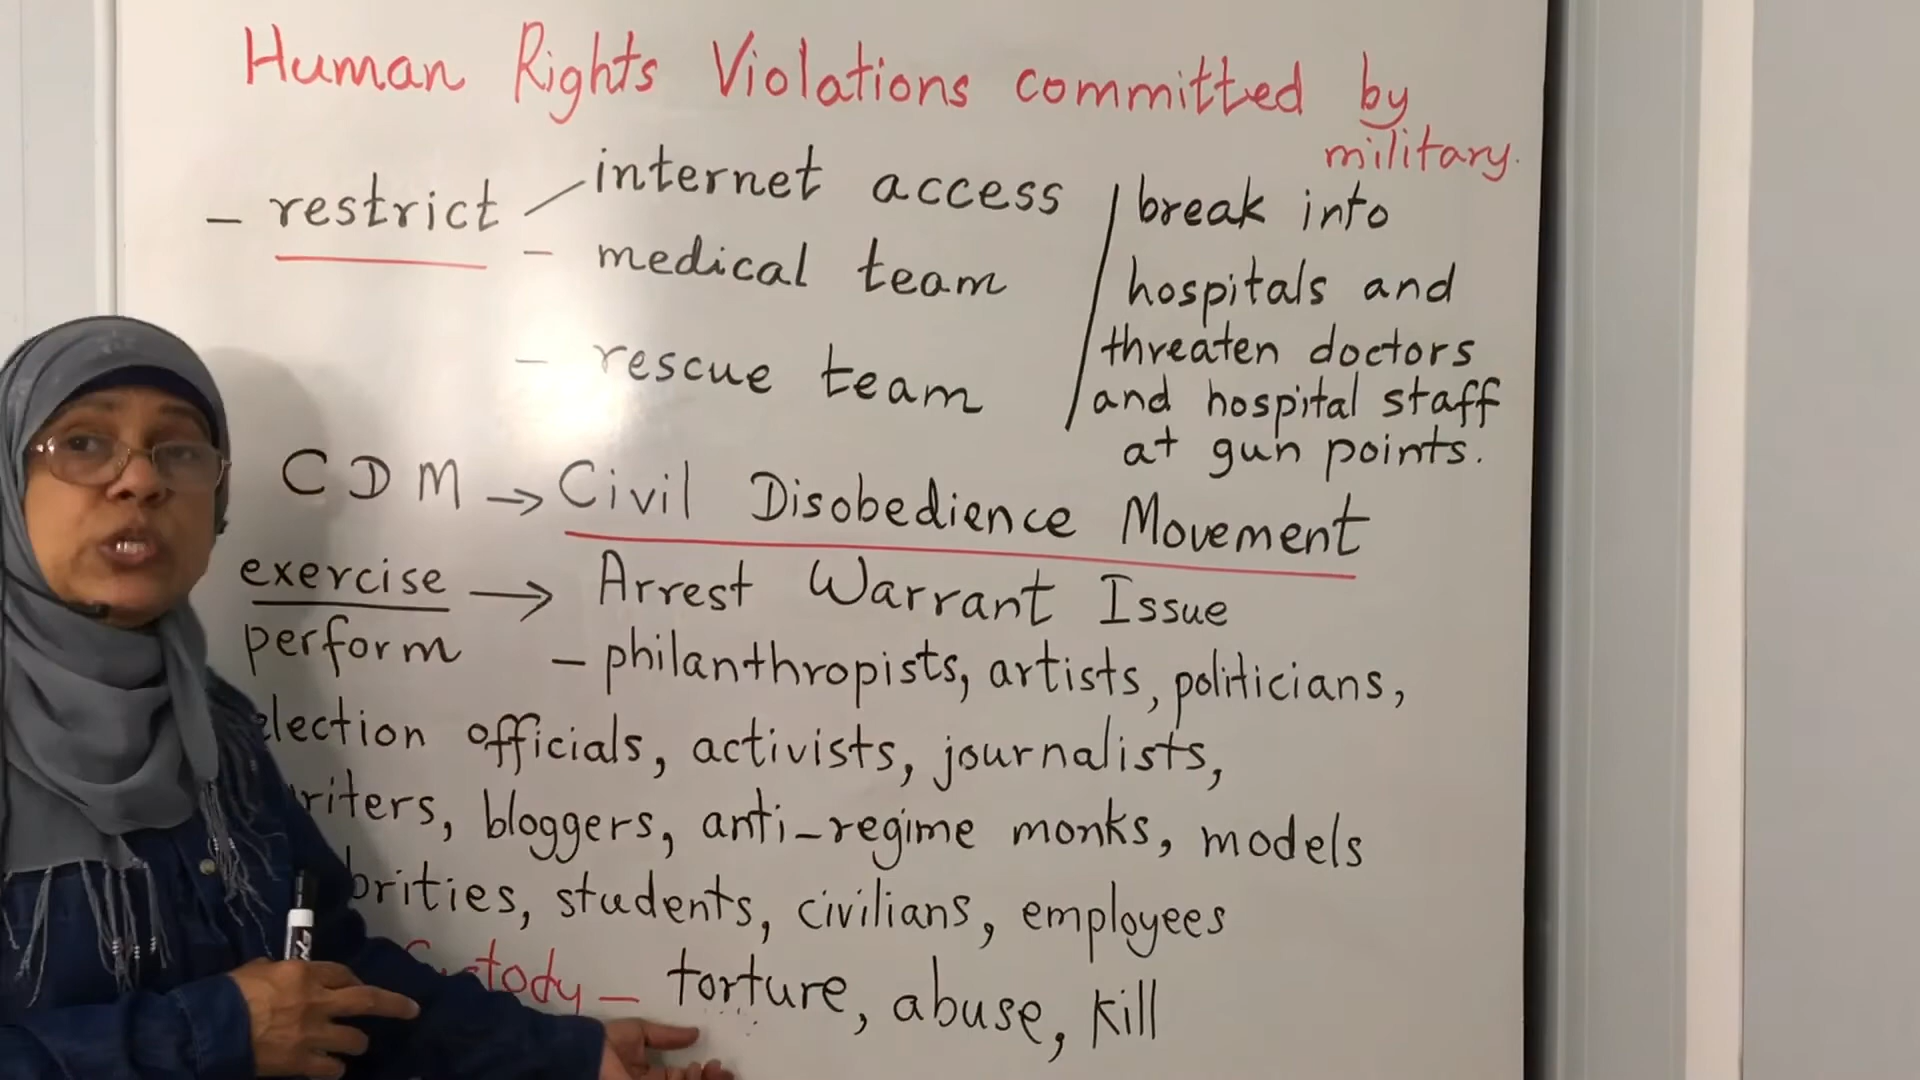 Human Rights Violations committed by
military.
- restrict - internet access
- medical team
- rescue team
break into
hospitals and
threaten doctors
and hospital staff
at gun points.
CDM → Civil Disobedience Movement
exercise → Arrest Warrant Issue
perform - philanthropists, artists, politicians,
election officials, activists, journalists,
riters, bloggers, anti-regime monks, models
brities, students, civilians, employees
Custody - torture, abuse, kill